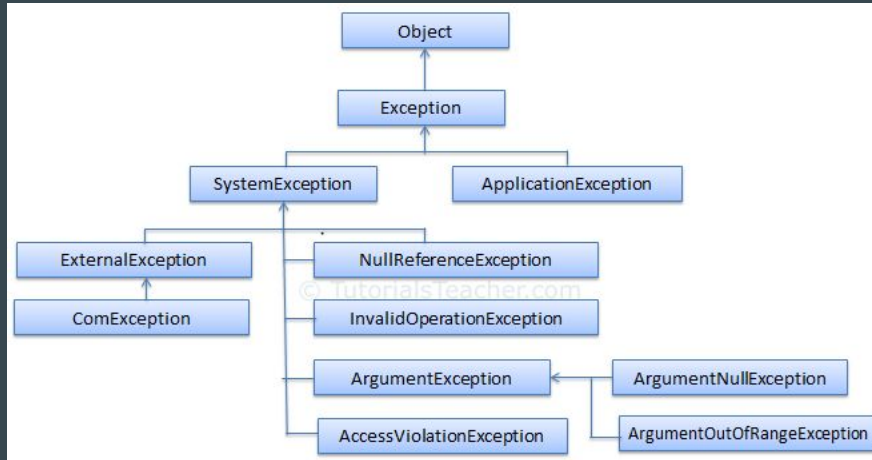 Object
Exception
SystemException
ApplicationException
ExternalException
NullReferenceException
© TutorialsTeacher.com
ComException
InvalidOperationException
ArgumentException
ArgumentNullException
AccessViolationException
ArgumentOutOfRangeException